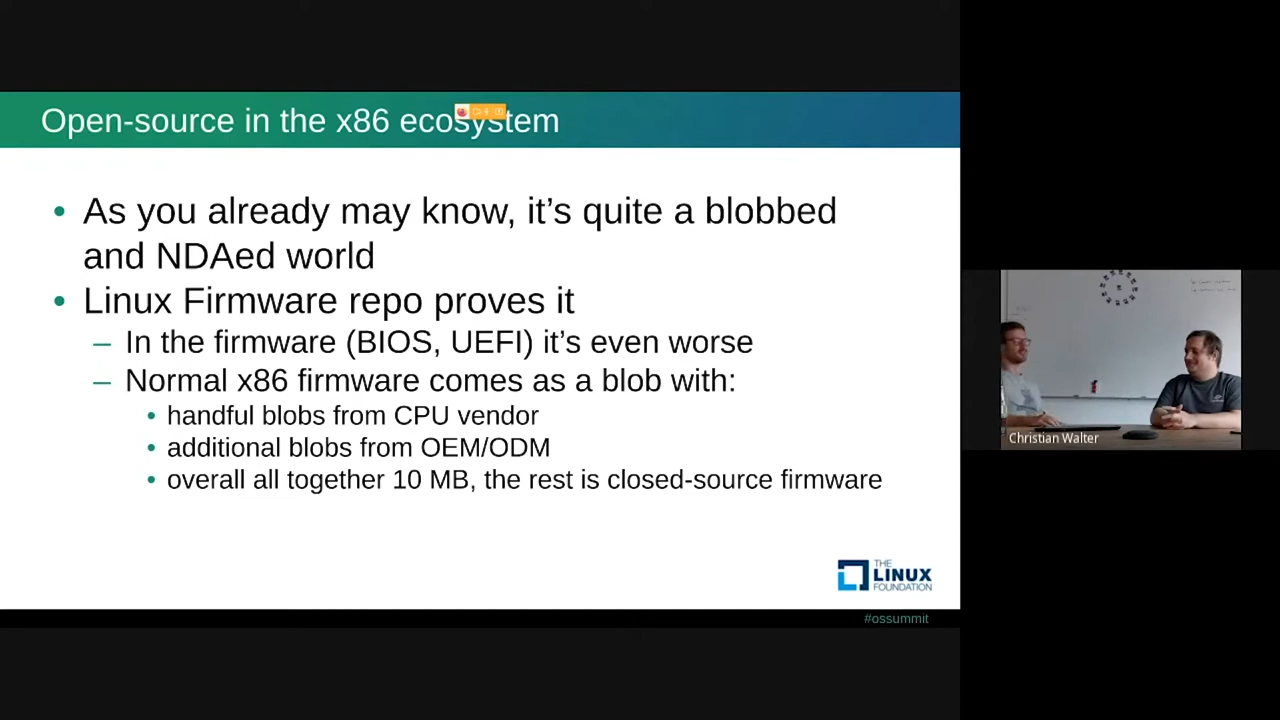 Open-source in the x86 ecosystem
As you already may know, it’s quite a blobbed
and NDAed world
Linux Firmware repo proves it
In the firmware (BIOS, UEFI) it’s even worse
Normal x86 firmware comes as a blob with:
handful blobs from CPU vendor
additional blobs from OEM/ODM
overall all together 10 MB, the rest is closed-source firmware
THE
LINUX
FOUNDATION
#ossummit
Christian Walter